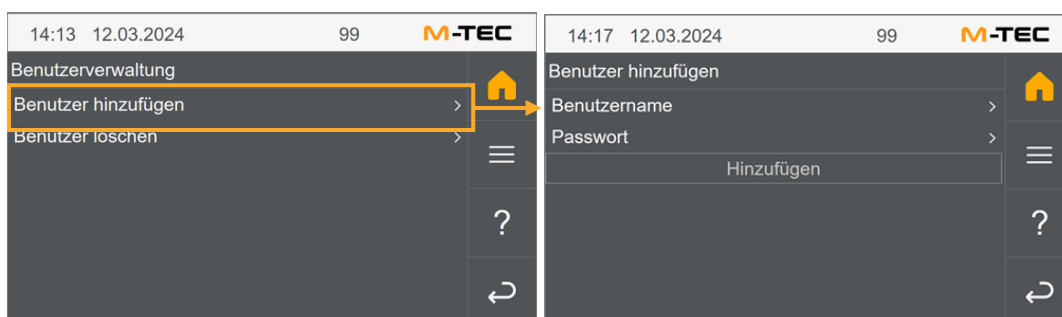 14:13 12.03.2024 99 M-TEC
Benutzerverwaltung
Benutzer hinzufügen >
Benutzer löschen >
?
14:17 12.03.2024 99 M-TEC
Benutzer hinzufügen
Benutzername >
Passwort >
Hinzufügen
?